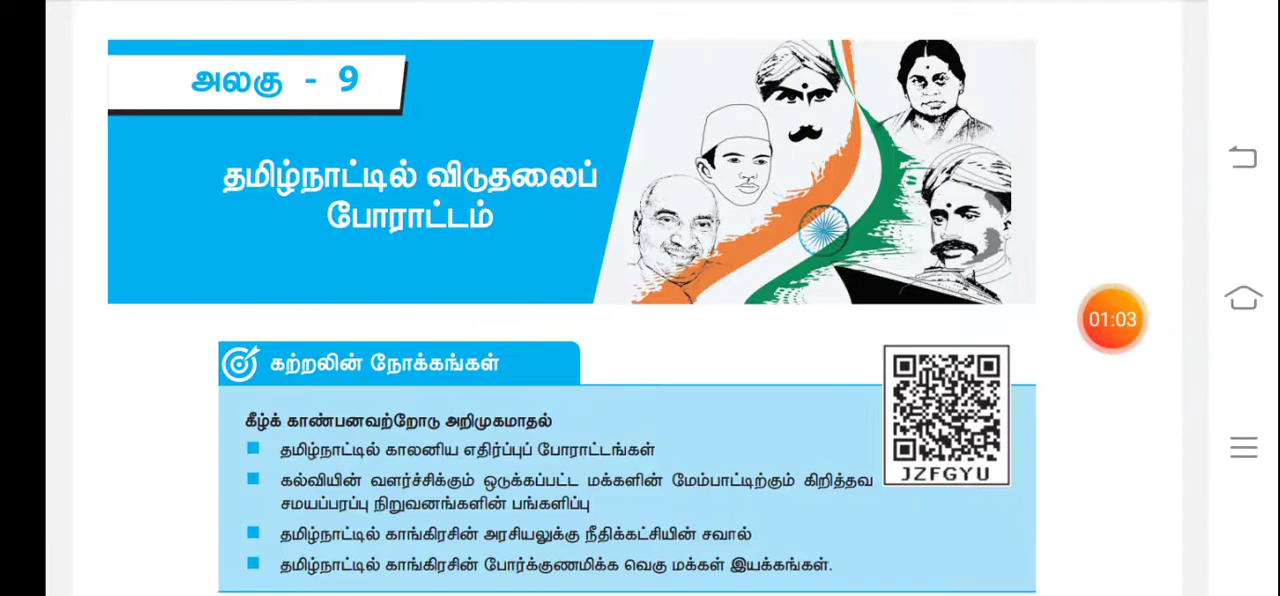 அலகு - 9
தமிழ்நாட்டில் விடுதலைப்
போராட்டம்
01:03
கற்றலின் நோக்கங்கள்
கீழ்க் காண்பனவற்றோடு அறிமுகமாதல்
தமிழ்நாட்டில் காலனிய எதிர்ப்புப் போராட்டங்கள்
கல்வியின் வளர்ச்சிக்கும் ஒடுக்கப்பட்ட மக்களின் மேம்பாட்டிற்கும் கிறித்தவ
சமயப்பரப்பு நிறுவனங்களின் பங்களிப்பு
தமிழ்நாட்டில் காங்கிரசின் அரசியலுக்கு நீதிக்கட்சியின் சவால்
தமிழ்நாட்டில் காங்கிரசின் போர்க்குணமிக்க வெகு மக்கள் இயக்கங்கள்.
JZFGYU